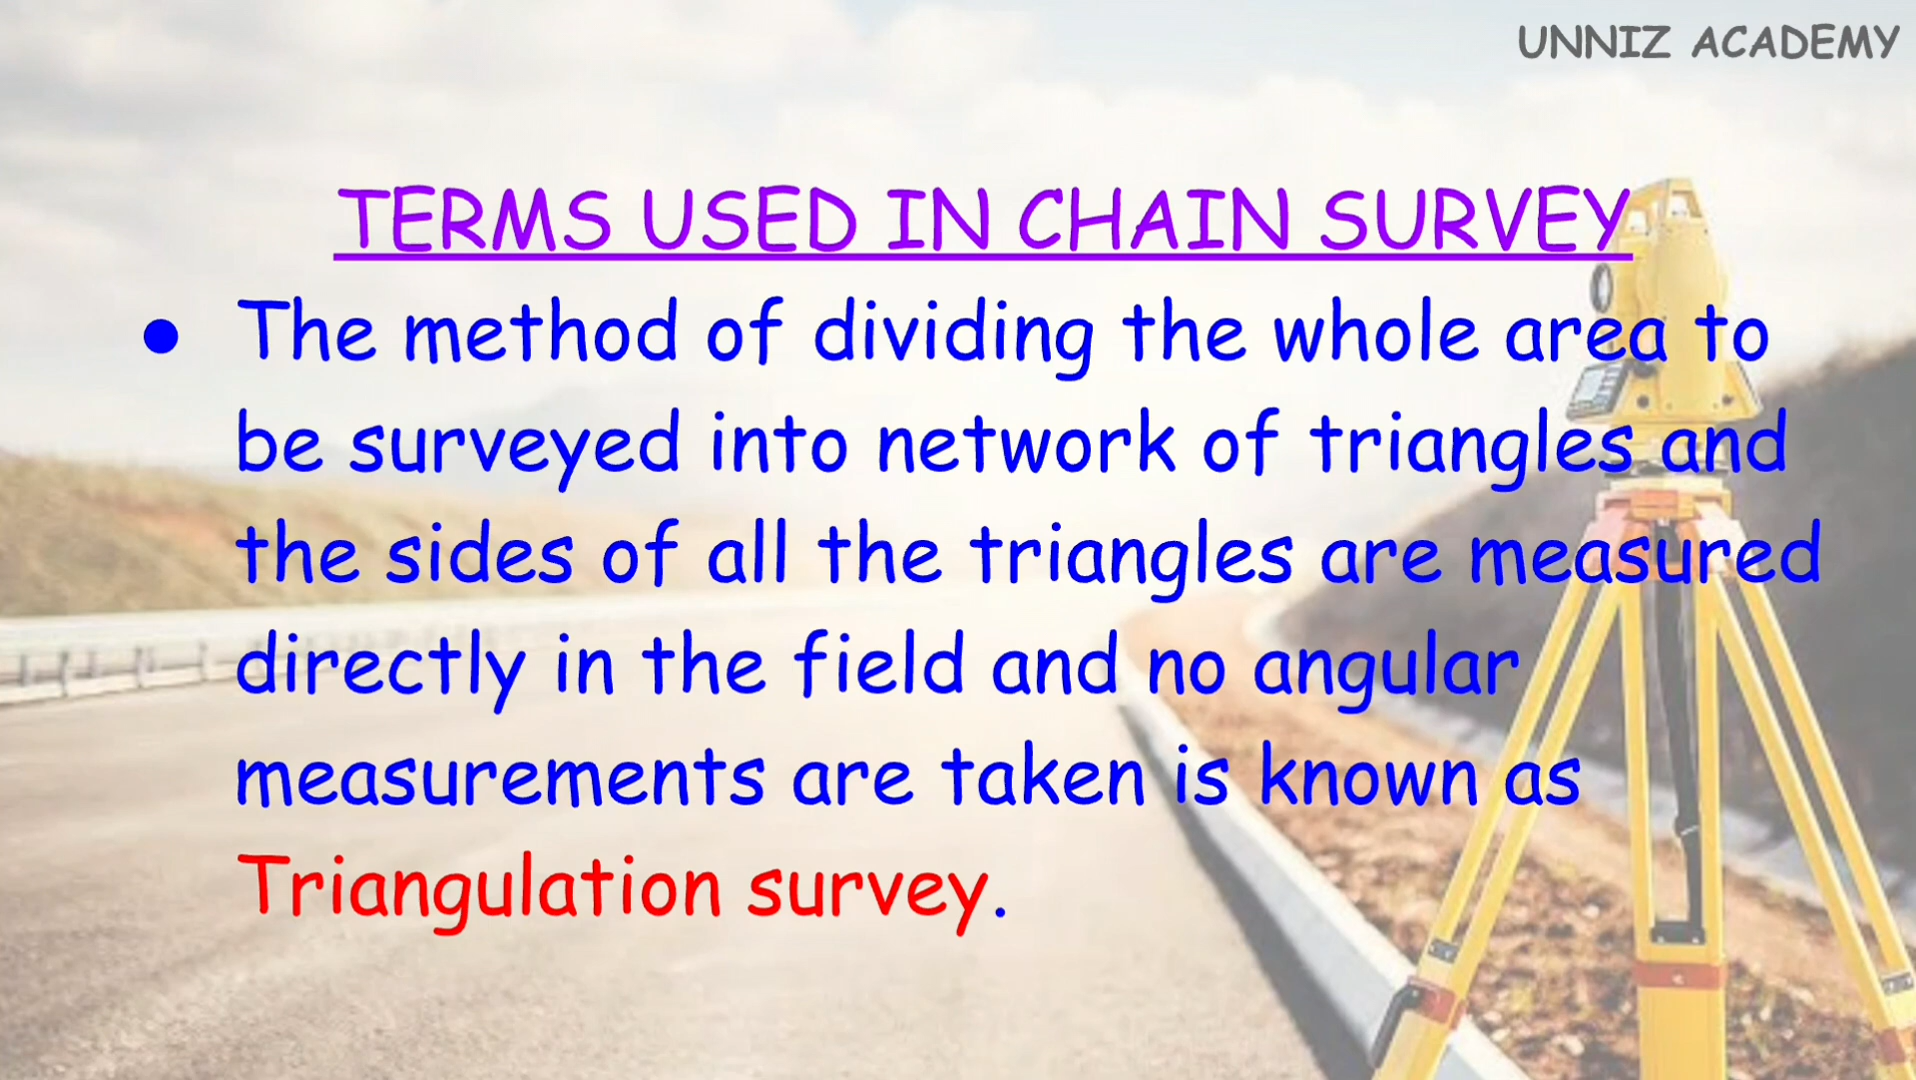 UNNIZ ACADEMY
TERMS USED IN CHAIN SURVEY
● The method of dividing the whole area to
be surveyed into network of triangles and
the sides of all the triangles are measured
directly in the field and no angular
measurements are taken is known as
Triangulation survey.